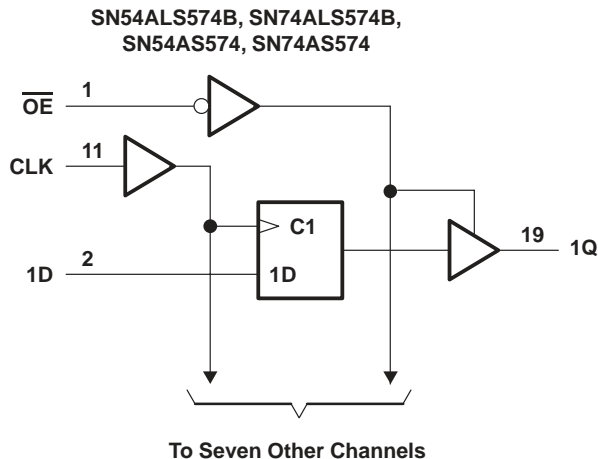 SN54ALS574B, SN74ALS574B,
SN54AS574, SN74AS574
OE 1
CLK 11
C1
19 1Q
1D 2
1D
To Seven Other Channels